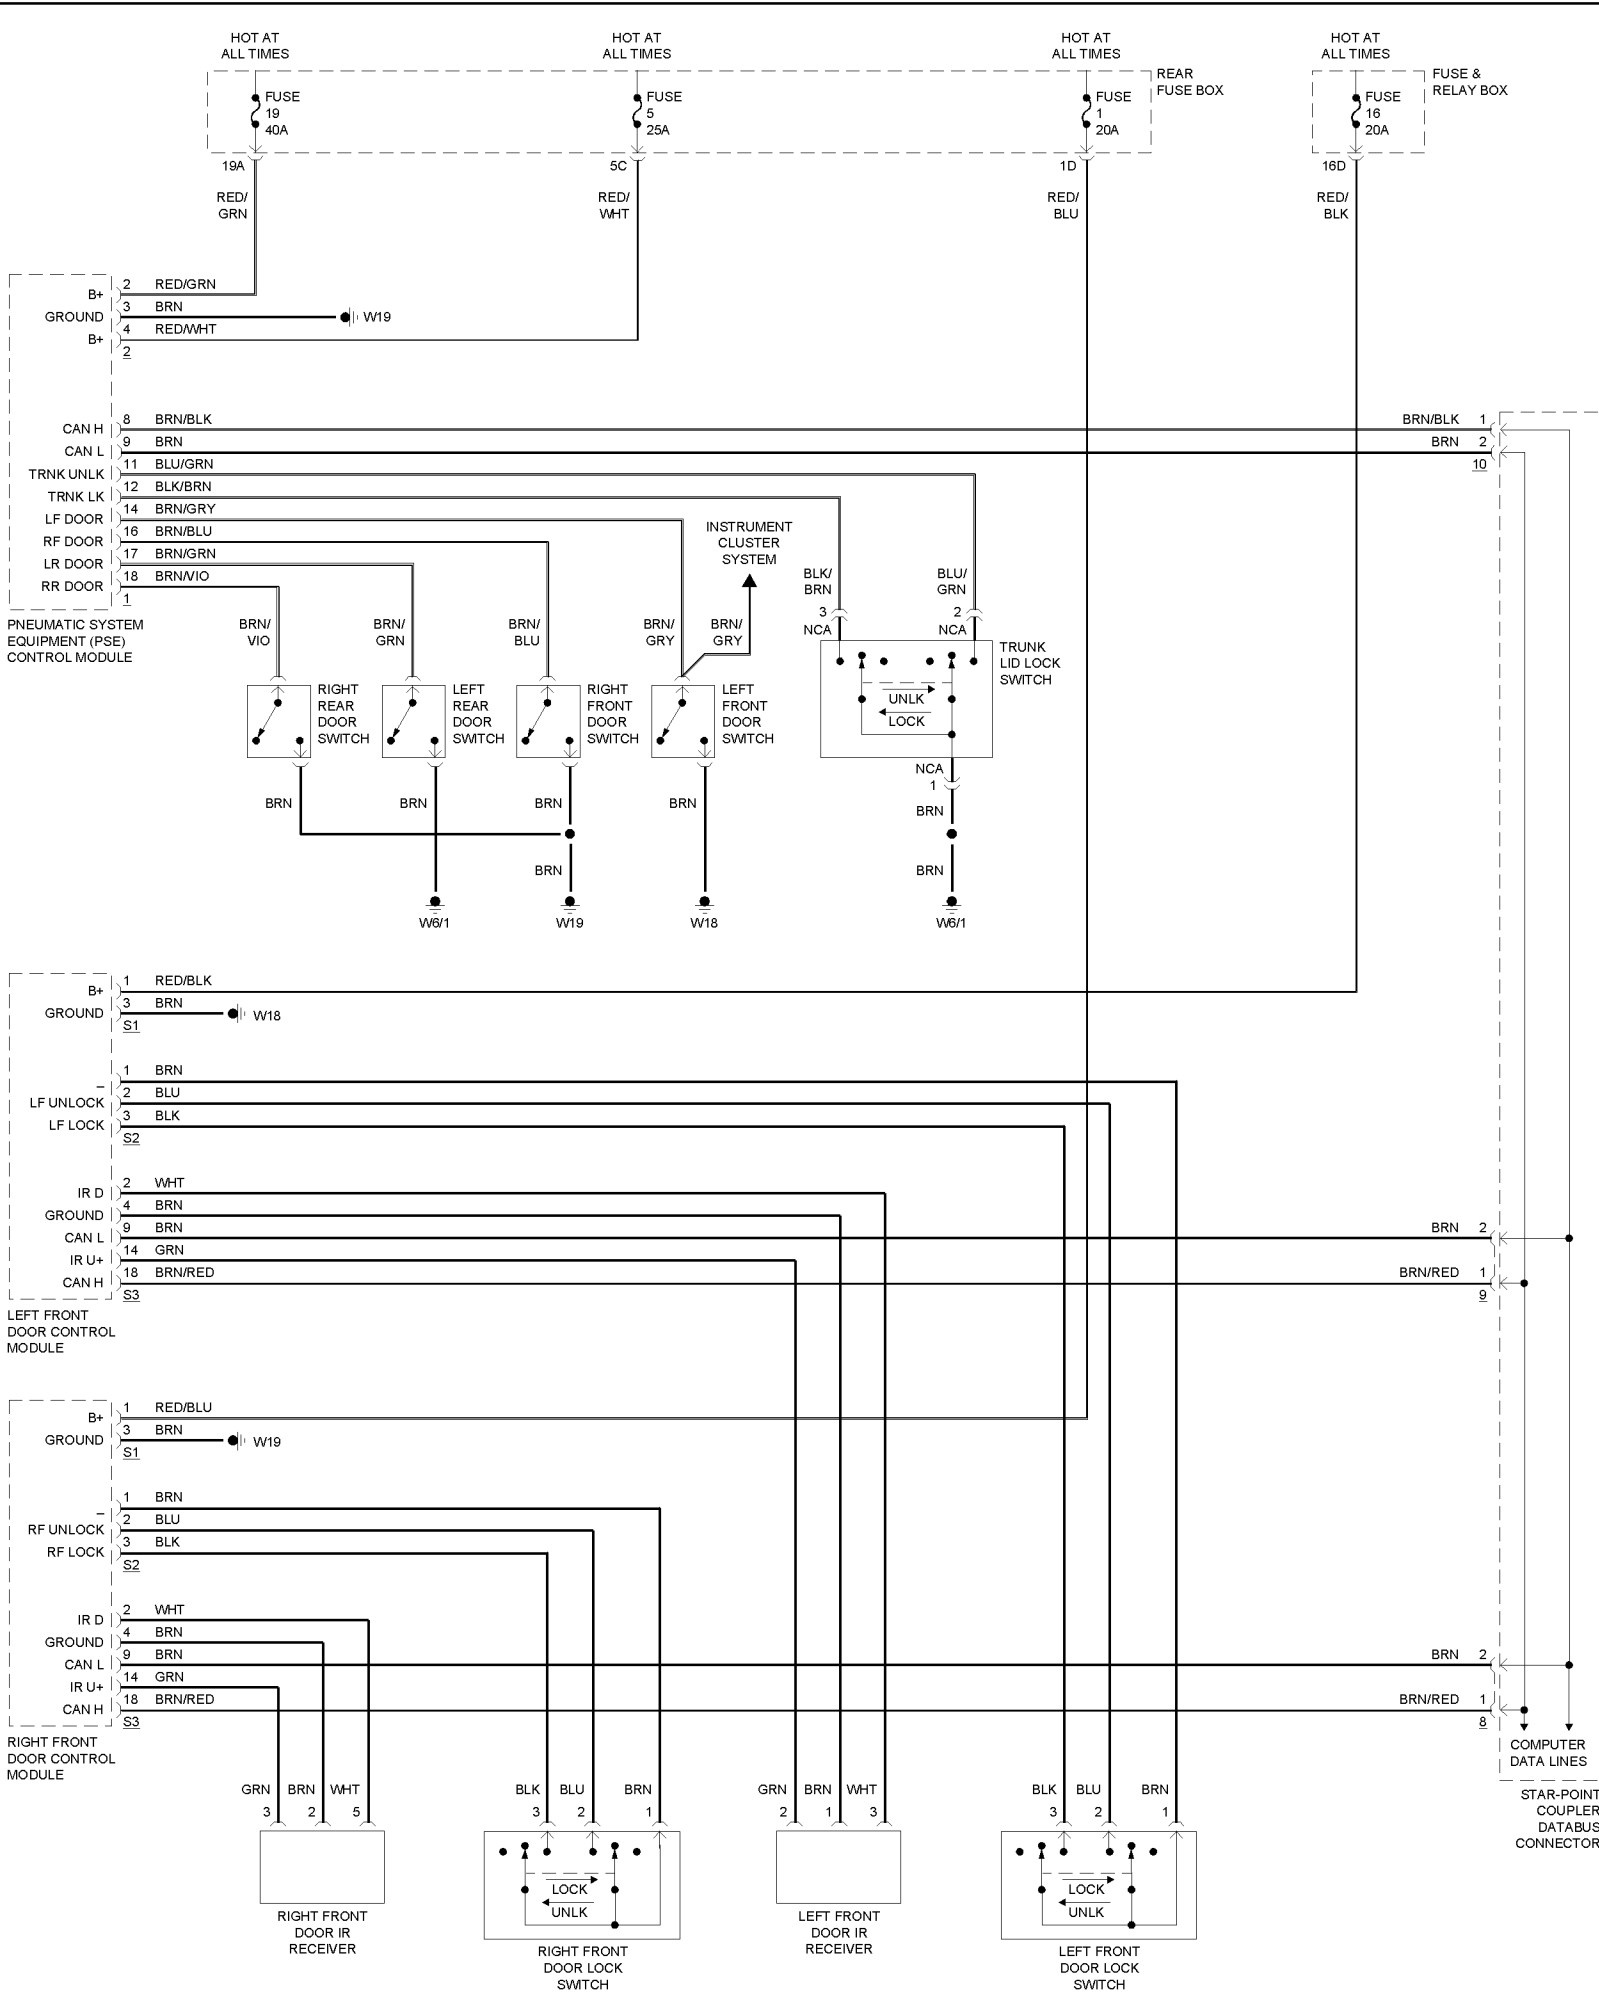 HOT AT
ALL TIMES
HOT AT
ALL TIMES
HOT AT
ALL TIMES
HOT AT
ALL TIMES
FUSE
19
40A
FUSE
5
25A
FUSE
1
20A
REAR
FUSE BOX
FUSE
16
20A
FUSE &
RELAY BOX
19A
5C
1D
16D
RED/
GRN
RED/
WHT
RED/
BLU
RED/
BLK
B+ 2 RED/GRN
GROUND 3 BRN W19
B+ 4 RED/WHT
2
CAN H 8 BRN/BLK BRN/BLK 1
CAN L 9 BRN BRN 2
10
TRNK UNLK 11 BLU/GRN
TRNK LK 12 BLK/BRN
LF DOOR 14 BRN/GRY
RF DOOR 16 BRN/BLU
LR DOOR 17 BRN/GRN
RR DOOR 18 BRN/VIO
1
PNEUMATIC SYSTEM
EQUIPMENT (PSE)
CONTROL MODULE
INSTRUMENT
CLUSTER
SYSTEM
BRN/
VIO
BRN/
GRN
BRN/
BLU
BRN/
GRY
BRN/
GRY
BLK/
BRN
3
NCA
BLU/
GRN
2
NCA
RIGHT
REAR
DOOR
SWITCH
LEFT
REAR
DOOR
SWITCH
RIGHT
FRONT
DOOR
SWITCH
LEFT
FRONT
DOOR
SWITCH
UNLK
LOCK
TRUNK
LID LOCK
SWITCH
NCA
1
BRN
BRN
BRN
BRN
BRN
BRN
BRN
W6/1
W19
W18
W6/1
B+ 1 RED/BLK
GROUND 3 BRN W18
S1
– 1 BRN
LF UNLOCK 2 BLU
LF LOCK 3 BLK
S2
IR D 2 WHT
GROUND 4 BRN
CAN L 9 BRN BRN 2
IR U+ 14 GRN
CAN H 18 BRN/RED BRN/RED 1
S3 9
LEFT FRONT
DOOR CONTROL
MODULE
B+ 1 RED/BLU
GROUND 3 BRN W19
S1
– 1 BRN
RF UNLOCK 2 BLU
RF LOCK 3 BLK
S2
IR D 2 WHT
GROUND 4 BRN
CAN L 9 BRN BRN 2
IR U+ 14 GRN
CAN H 18 BRN/RED BRN/RED 1
S3 8
RIGHT FRONT
DOOR CONTROL
MODULE
COMPUTER
DATA LINES
STAR-POINT
COUPLER
DATABUS
CONNECTOR
GRN BRN WHT
3 2 5
BLK BLU BRN
3 2 1
GRN BRN WHT
2 1 3
BLK BLU BRN
3 2 1
LOCK
UNLK
LOCK
UNLK
RIGHT FRONT
DOOR IR
RECEIVER
RIGHT FRONT
DOOR LOCK
SWITCH
LEFT FRONT
DOOR IR
RECEIVER
LEFT FRONT
DOOR LOCK
SWITCH